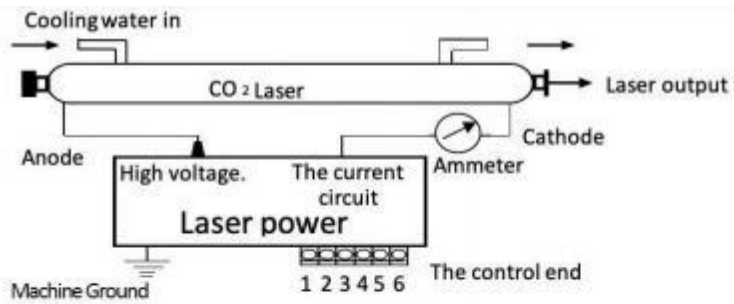 Cooling water in
CO 2 Laser
Laser output
Anode
Cathode
Ammeter
High voltage.
The current
circuit
Laser power
1 2 3 4 5 6
The control end
Machine Ground